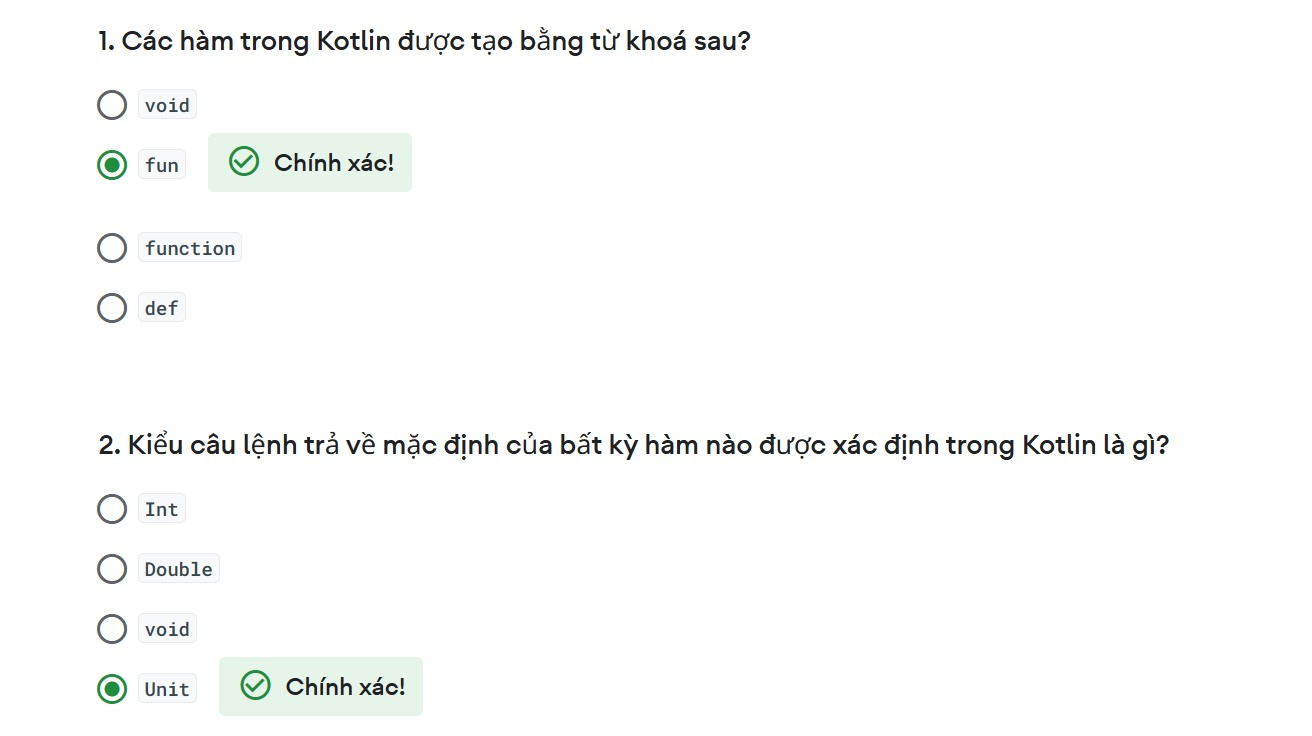 1. Các hàm trong Kotlin được tạo bằng từ khoá sau?
void
fun Chính xác!
function
def
2. Kiểu câu lệnh trả về mặc định của bất kỳ hàm nào được xác định trong Kotlin là gì?
Int
Double
void
Unit Chính xác!